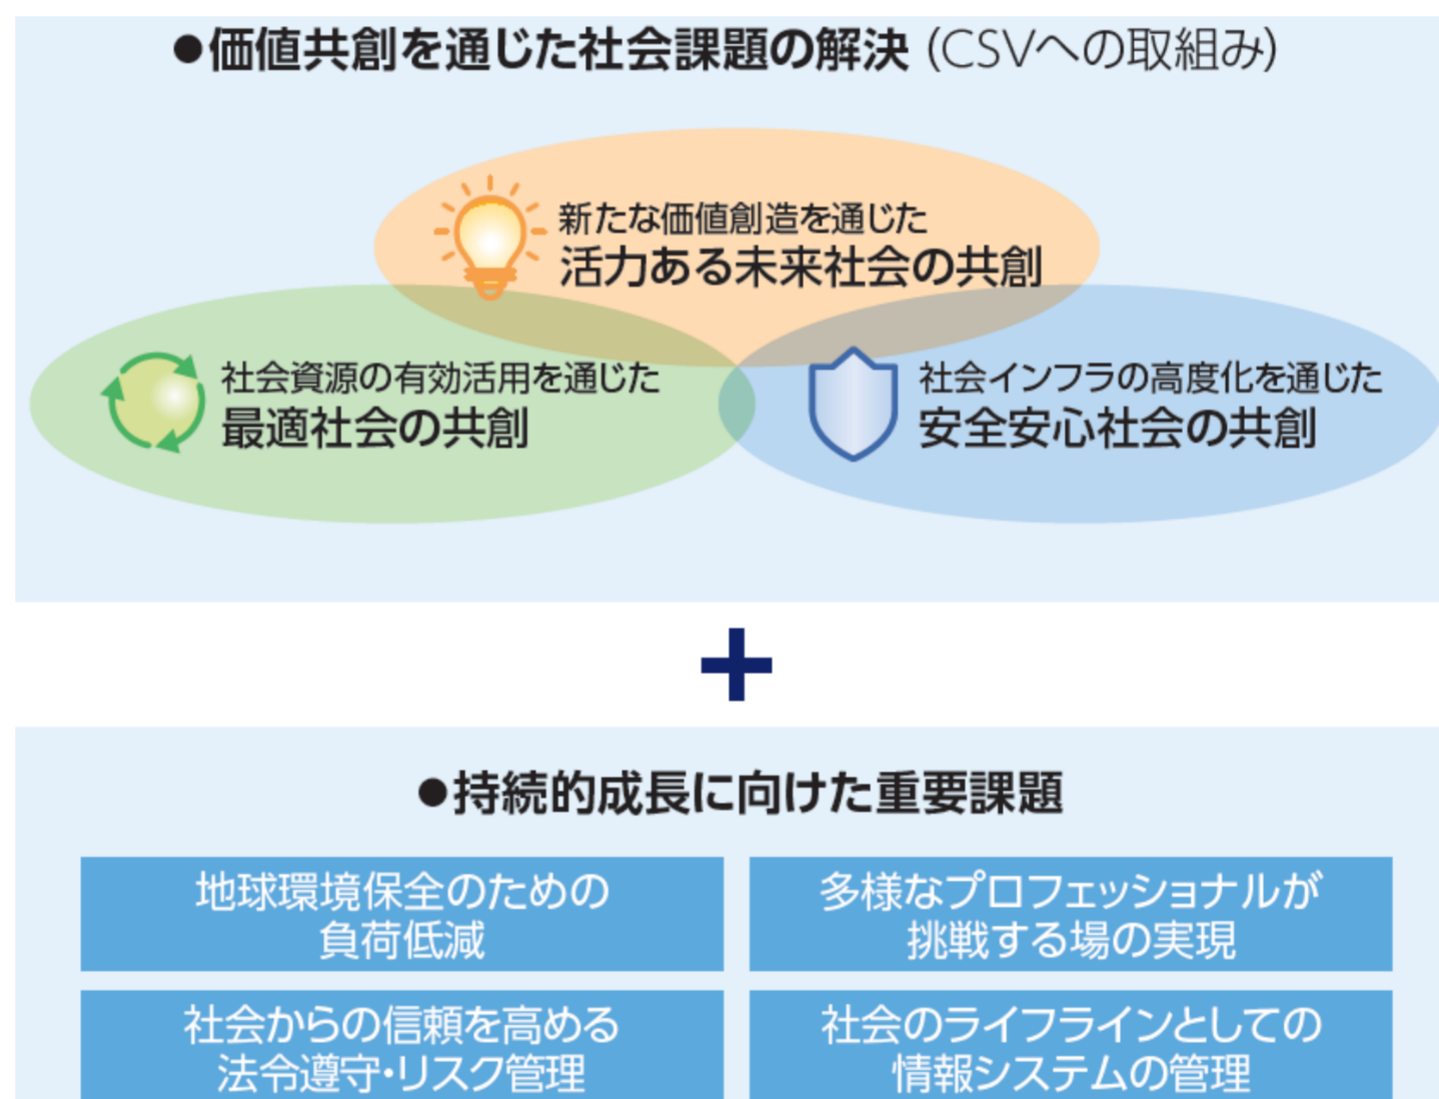 ●価値共創を通じた社会課題の解決 (CSVへの取組み)
新たな価値創造を通じた
活力ある未来社会の共創
社会資源の有効活用を通じた
最適社会の共創
社会インフラの高度化を通じた
安全安心社会の共創
+
●持続的成長に向けた重要課題
地球環境保全のための
負荷低減
多様なプロフェッショナルが
挑戦する場の実現
社会からの信頼を高める
法令遵守・リスク管理
社会のライフラインとしての
情報システムの管理